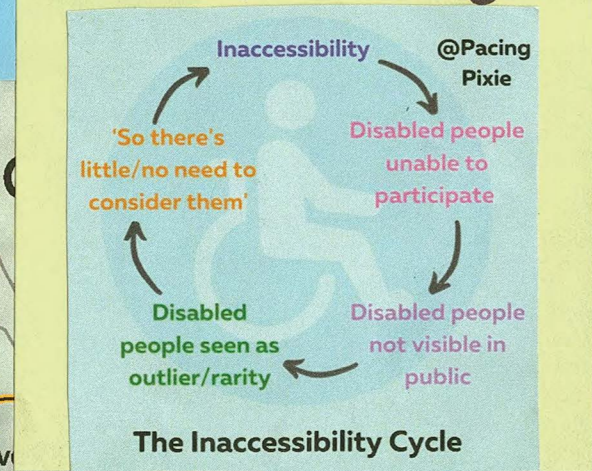 Inaccessibility
@Pacing
Pixie
Disabled people
unable to
participate
Disabled people
not visible in
public
Disabled
people seen as
outlier/rarity
'So there's
little/no need to
consider them'
The Inaccessibility Cycle